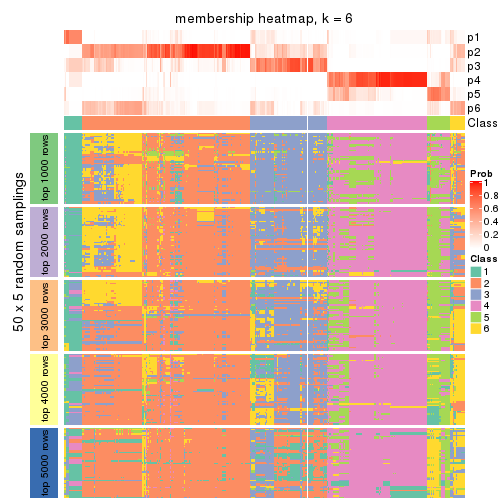 membership heatmap, k = 6
p1
p2
p3
p4
p5
p6
Class
50 x 5 random samplings
top 1000 rows
top 2000 rows
top 3000 rows
top 4000 rows
top 5000 rows
Prob
1
0.8
0.6
0.4
0.2
0
Class
1
2
3
4
5
6